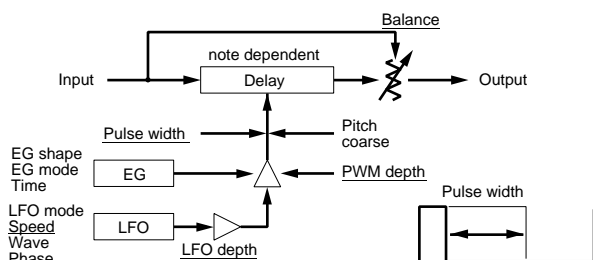 Balance
note dependent
Input
Delay
Output
Pulse width
Pitch
coarse
EG shape
EG mode
Time
EG
PWM depth
Pulse width
LFO mode
Speed
Wave
Phase
LFO
LFO depth